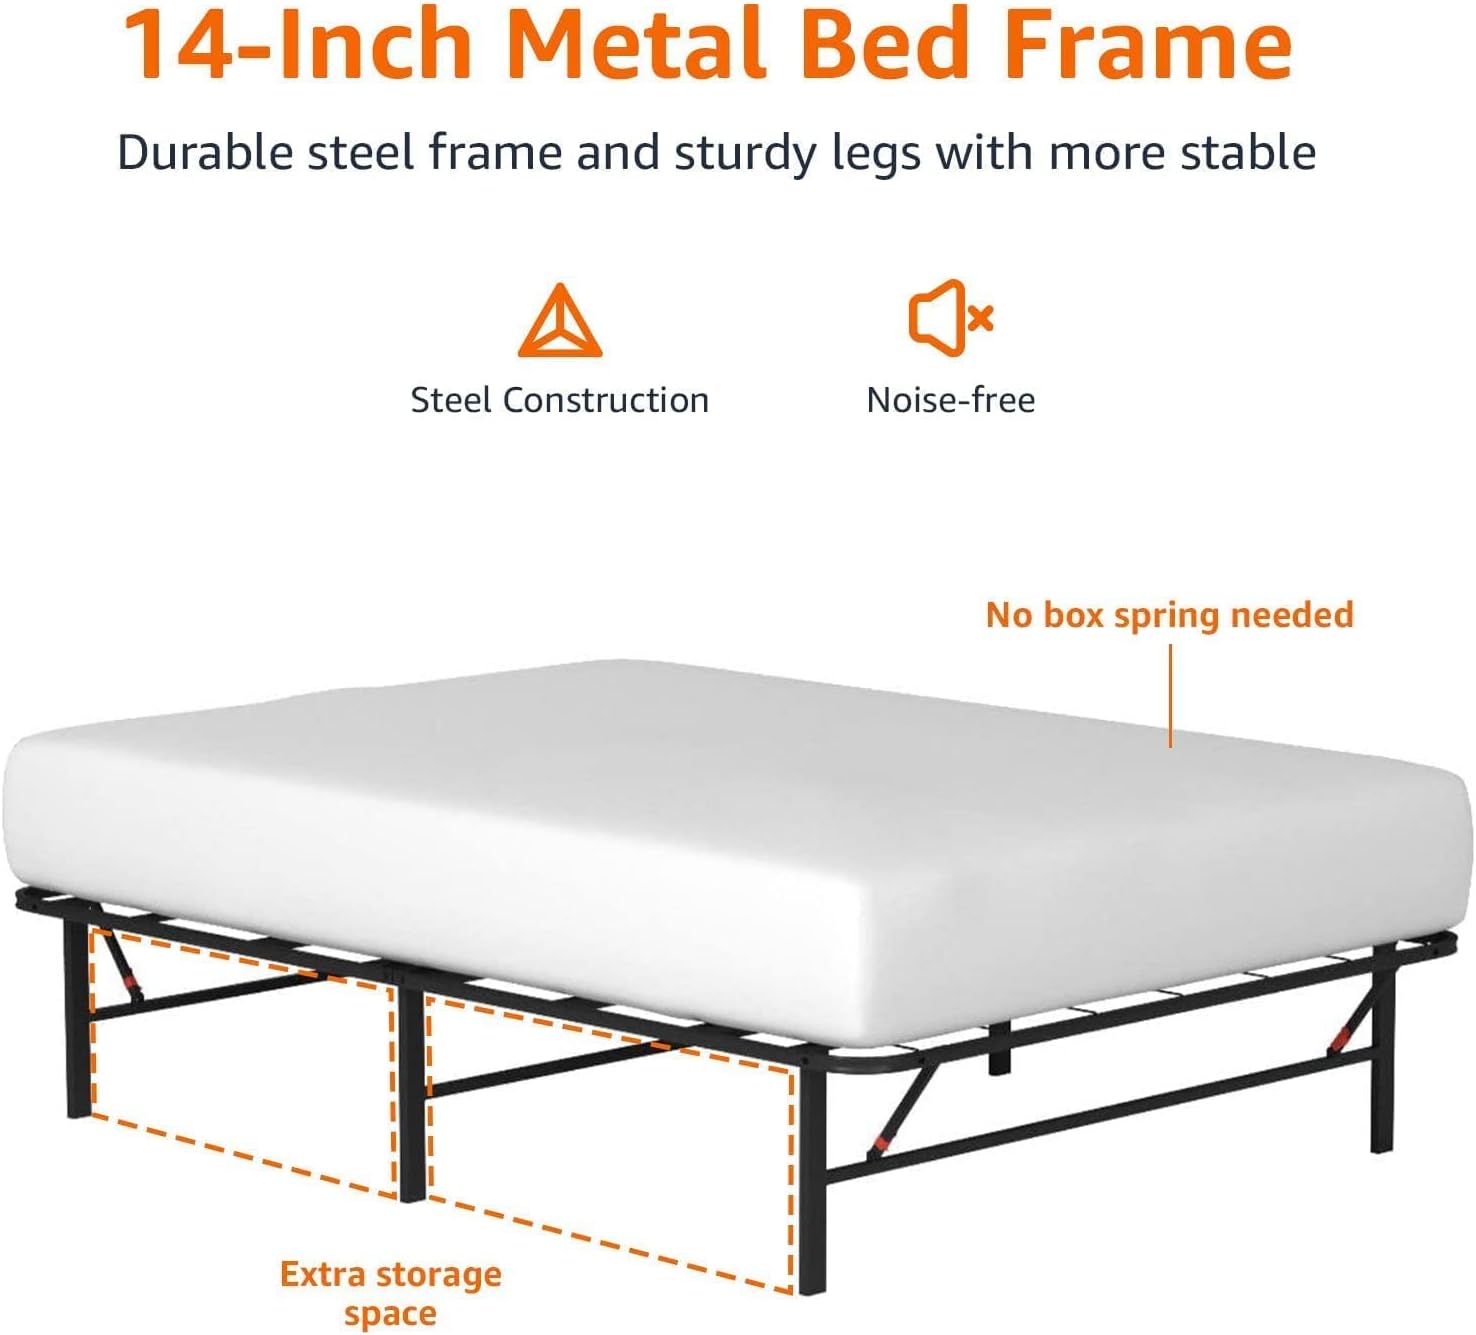 14-Inch Metal Bed Frame
Durable steel frame and sturdy legs with more stable
Steel Construction
Noise-free
No box spring needed
Extra storage
space